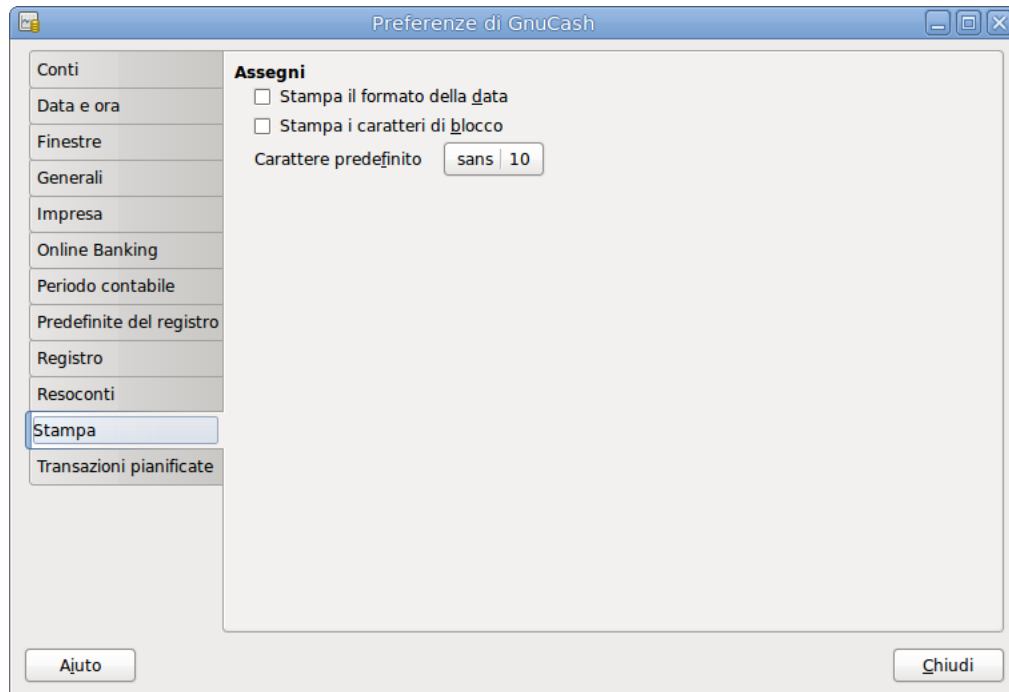 Preferenze di GnuCash
Conti
Data e ora
Finestre
Generali
Impresa
Online Banking
Periodo contabile
Predefinite del registro
Registro
Resoconti
Stampa
Transazioni pianificate
Assegni
Stampa il formato della data
Stampa i caratteri di blocco
Carattere predefinito sans 10
Aiuto
Chiudi